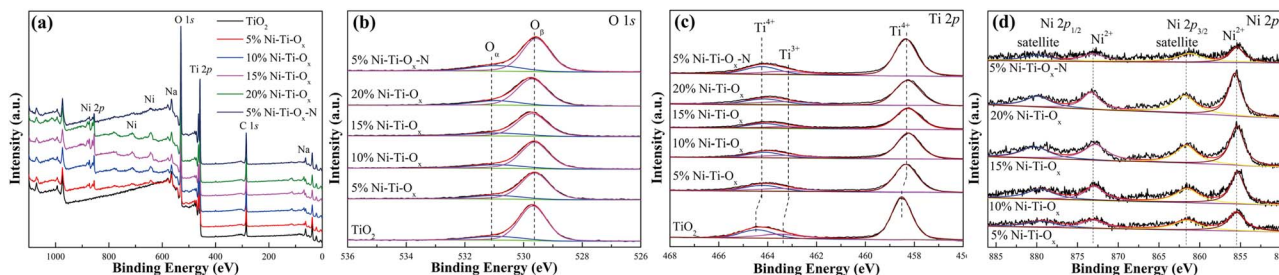 (a)
O 1s
TiO2
5% Ni-Ti-Ox
10% Ni-Ti-Ox
15% Ni-Ti-Ox
20% Ni-Ti-Ox
5% Ni-Ti-Ox-N
Ti 2p
Na
Ni
Ni 2p
Ni
C 1s
Na
Intensity (a.u.)
1000 800 600 400 200 0
Binding Energy (eV)
(b)
O 1s
Oα
Oβ
5% Ni-Ti-Ox-N
20% Ni-Ti-Ox
15% Ni-Ti-Ox
10% Ni-Ti-Ox
5% Ni-Ti-Ox
TiO2
Intensity (a.u.)
536 534 532 530 528 526
Binding Energy (eV)
(c)
Ti 2p
Ti4+
Ti3+
Ti4+
5% Ni-Ti-Ox-N
20% Ni-Ti-Ox
15% Ni-Ti-Ox
10% Ni-Ti-Ox
5% Ni-Ti-Ox
TiO2
Intensity (a.u.)
468 466 464 462 460 458
Binding Energy (eV)
(d)
Ni 2p1/2
satellite
Ni2+
Ni 2p3/2
satellite
Ni2+
5% Ni-Ti-Ox-N
20% Ni-Ti-Ox
15% Ni-Ti-Ox
10% Ni-Ti-Ox
5% Ni-Ti-Ox
Intensity (a.u.)
885 880 875 870 865 860 855
Binding Energy (eV)